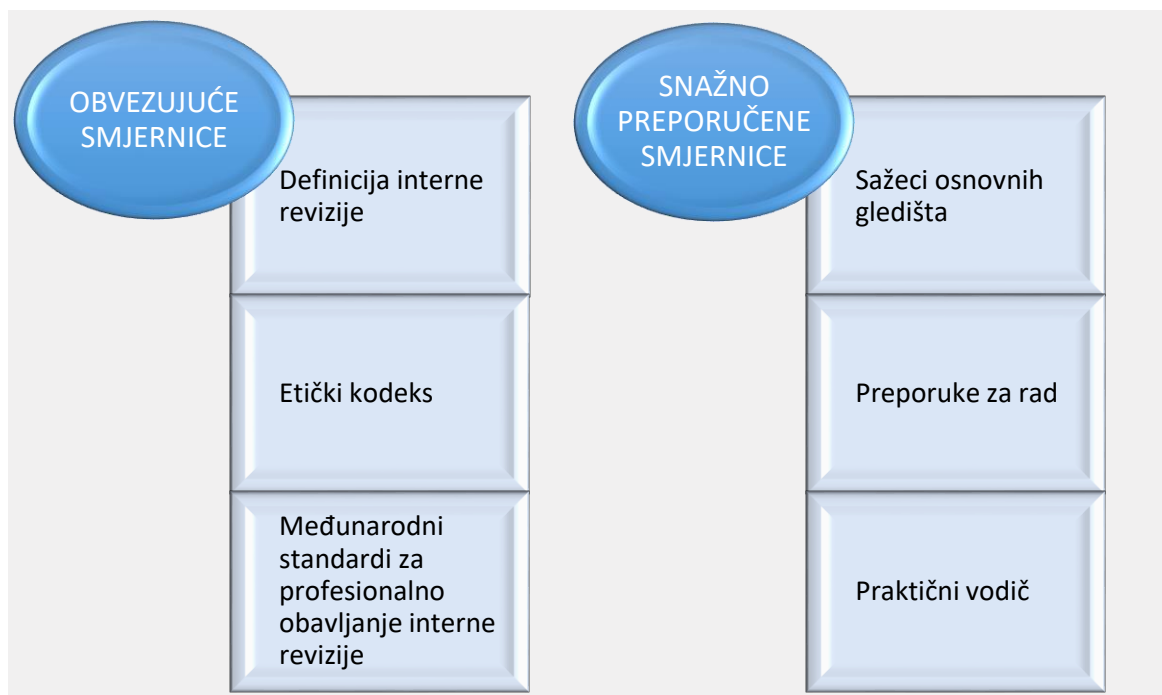 OBVEZUJUĆE
SMJERNICE
Definicija interne
revizije
Etički kodeks
Međunarodni
standardi za
profesionalno
obavljanje interne
revizije
SNAŽNO
PREPORUČENE
SMJERNICE
Sažeci osnovnih
gledišta
Preporuke za rad
Praktični vodič